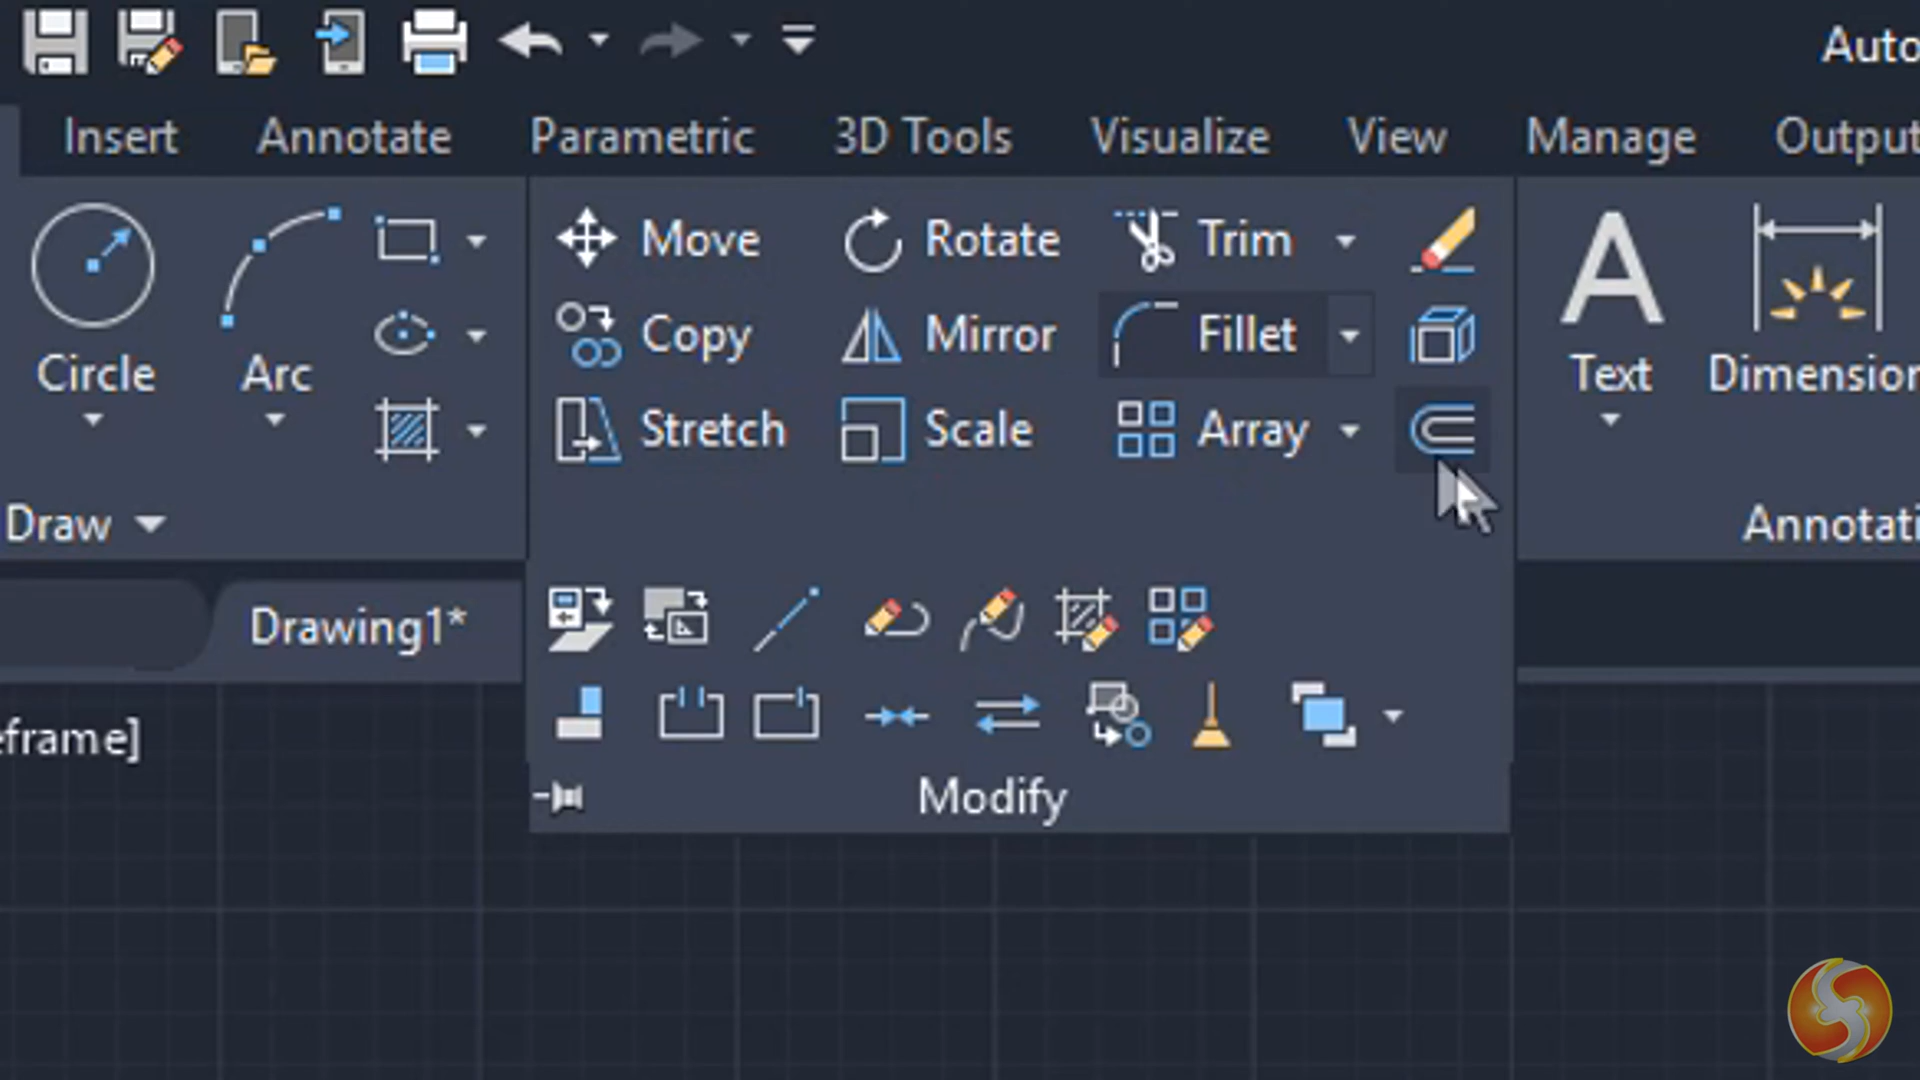 Auto
Insert Annotate Parametric 3D Tools Visualize View Manage Output
Move Rotate Trim
Copy Mirror Fillet
Stretch Scale Array
Circle Arc
Text Dimension
Draw
Annotati
Drawing1*
eframe]
Modify